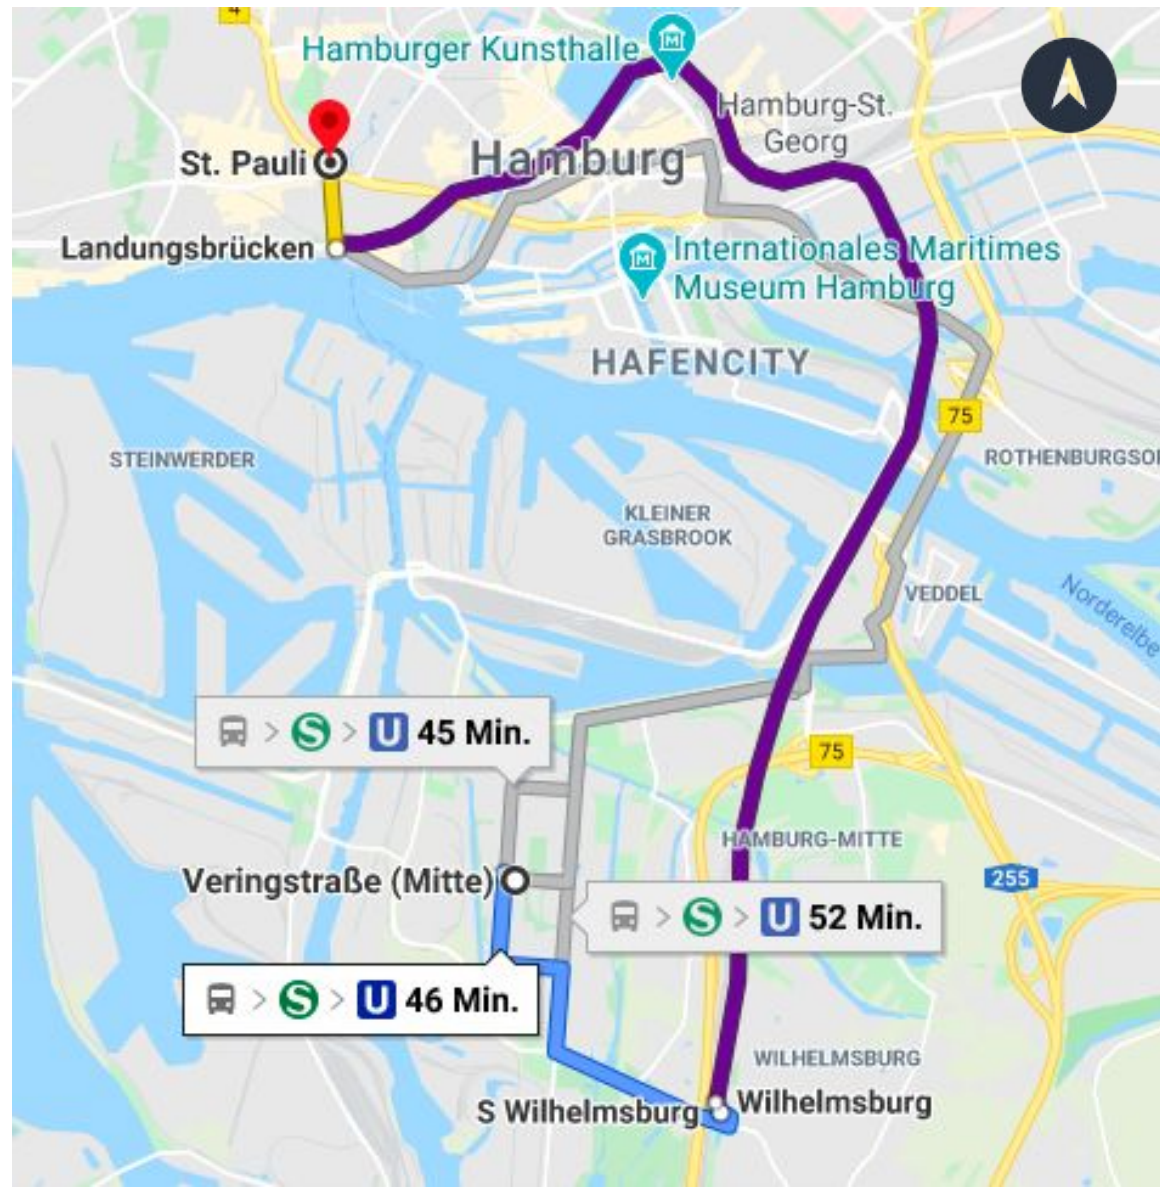 4
Hamburger Kunsthalle
Hamburg-St.
Georg
St. Pauli
Hamburg
Landungsbrücken
Internationales Maritimes
Museum Hamburg
HAFENCITY
75
STEINWERDER
ROTHENBURGSO
KLEINER
GRASBROOK
VEDDEL
Norderelbe
S U 45 Min.
75
HAMBURG-MITTE
Veringstraße (Mitte)
255
S U 52 Min.
S U 46 Min.
WILHELMSBURG
S Wilhelmsburg
Wilhelmsburg